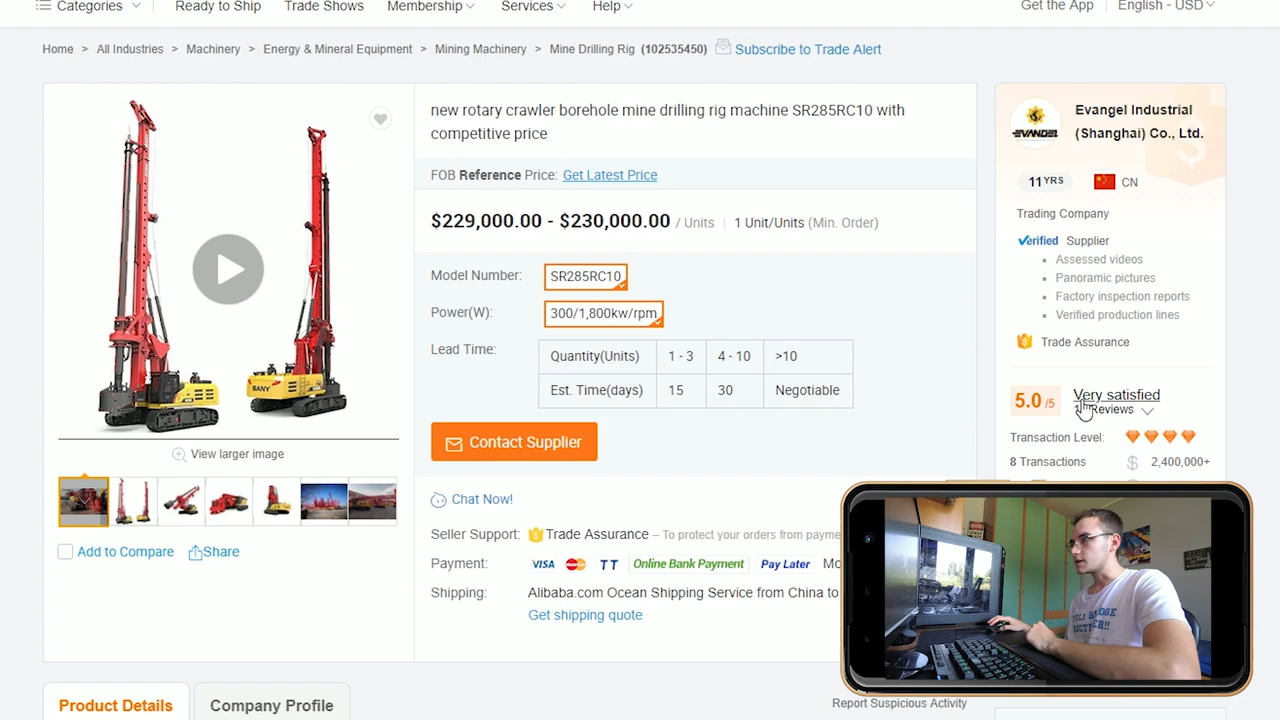 Categories
Ready to Ship
Trade Shows
Membership
Services
Help
Get the App
English - USD
Home > All Industries > Machinery > Energy & Mineral Equipment > Mining Machinery > Mine Drilling Rig (102535450)
Subscribe to Trade Alert
SANY
View larger image
Add to Compare
Share
new rotary crawler borehole mine drilling rig machine SR285RC10 with
competitive price
FOB Reference Price: Get Latest Price
$229,000.00 - $230,000.00 / Units
1 Unit/Units (Min. Order)
Model Number: SR285RC10
Power(W): 300/1,800kw/rpm
Lead Time:
Quantity(Units) 1 - 3 4 - 10 >10
Est. Time(days) 15 30 Negotiable
Contact Supplier
Chat Now!
Seller Support: Trade Assurance – To protect your orders from payme
Payment: VISA TT Online Bank Payment Pay Later Mo
Shipping: Alibaba.com Ocean Shipping Service from China to
Get shipping quote
EVANGEL
Evangel Industrial
(Shanghai) Co., Ltd.
11 YRS
CN
Trading Company
Verified Supplier
Assessed videos
Panoramic pictures
Factory inspection reports
Verified production lines
Trade Assurance
5.0 /5
Very satisfied
Reviews
Transaction Level:
8 Transactions
$ 2,400,000+
Product Details
Company Profile
Report Suspicious Activity